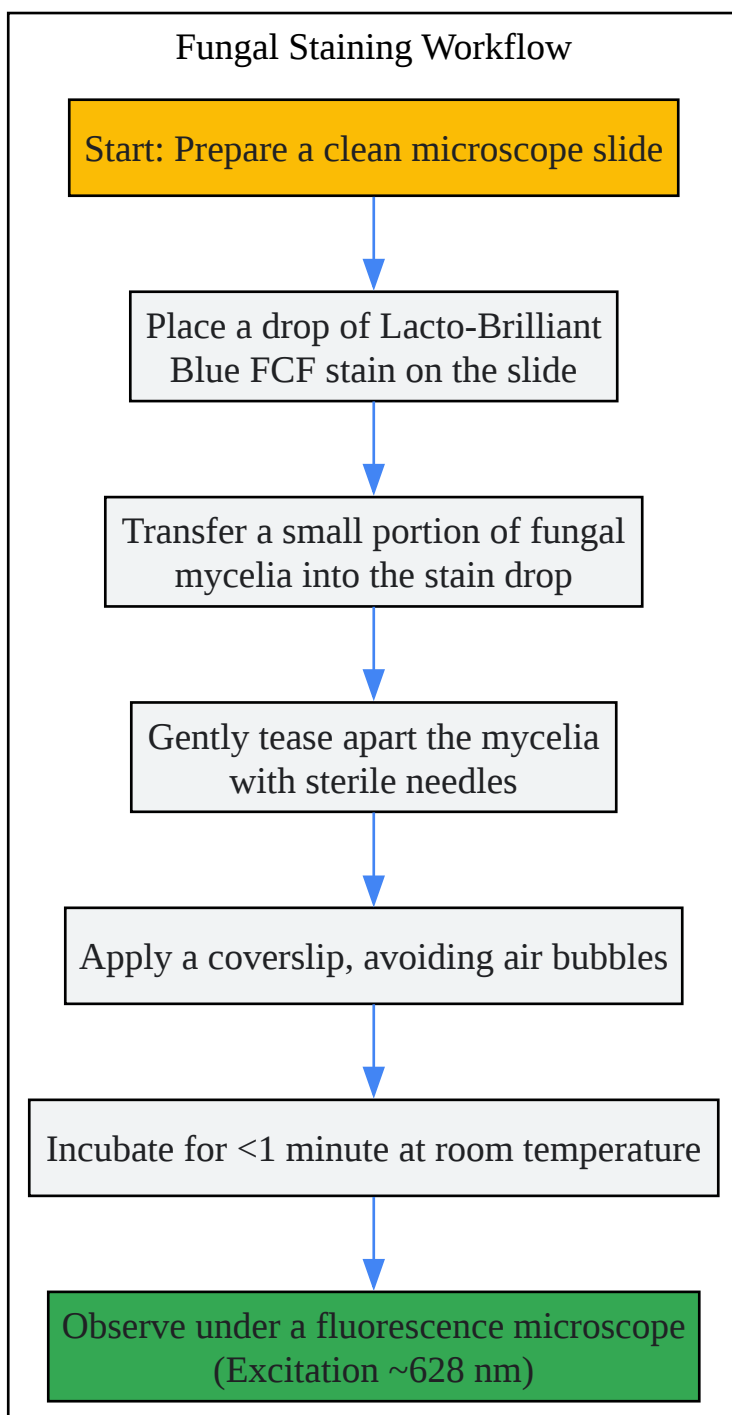 Fungal Staining Workflow
Start: Prepare a clean microscope slide
Place a drop of Lacto-Brilliant
Blue FCF stain on the slide
Transfer a small portion of fungal
mycelia into the stain drop
Gently tease apart the mycelia
with sterile needles
Apply a coverslip, avoiding air bubbles
Incubate for <1 minute at room temperature
Observe under a fluorescence microscope
(Excitation ~628 nm)